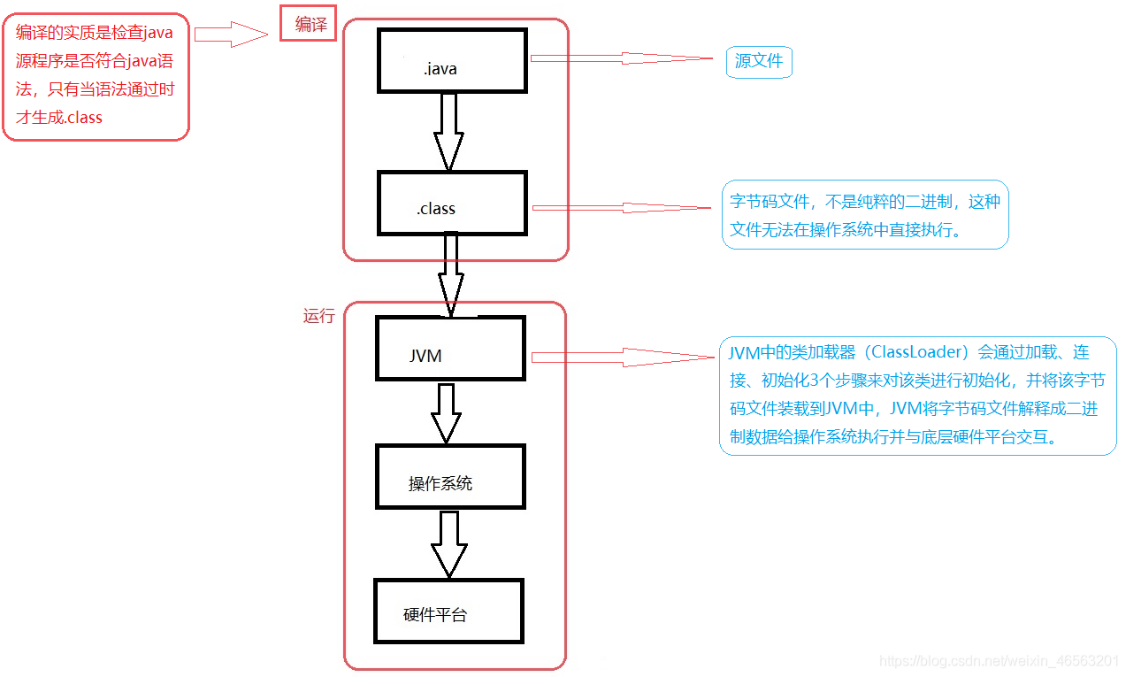 编译的实质是检查java
源程序是否符合java语
法，只有当语法通过时
才生成.class
编译
.java
源文件
.class
字节码文件，不是纯粹的二进制，这种
文件无法在操作系统中直接执行。
运行
JVM
JVM中的类加载器（ClassLoader）会通过加载、连
接、初始化3个步骤来对该类进行初始化，并将该字节
码文件装载到JVM中，JVM将字节码文件解释成二进
制数据给操作系统执行并与底层硬件平台交互。
操作系统
硬件平台
https://blog.csdn.net/weixin_46563201